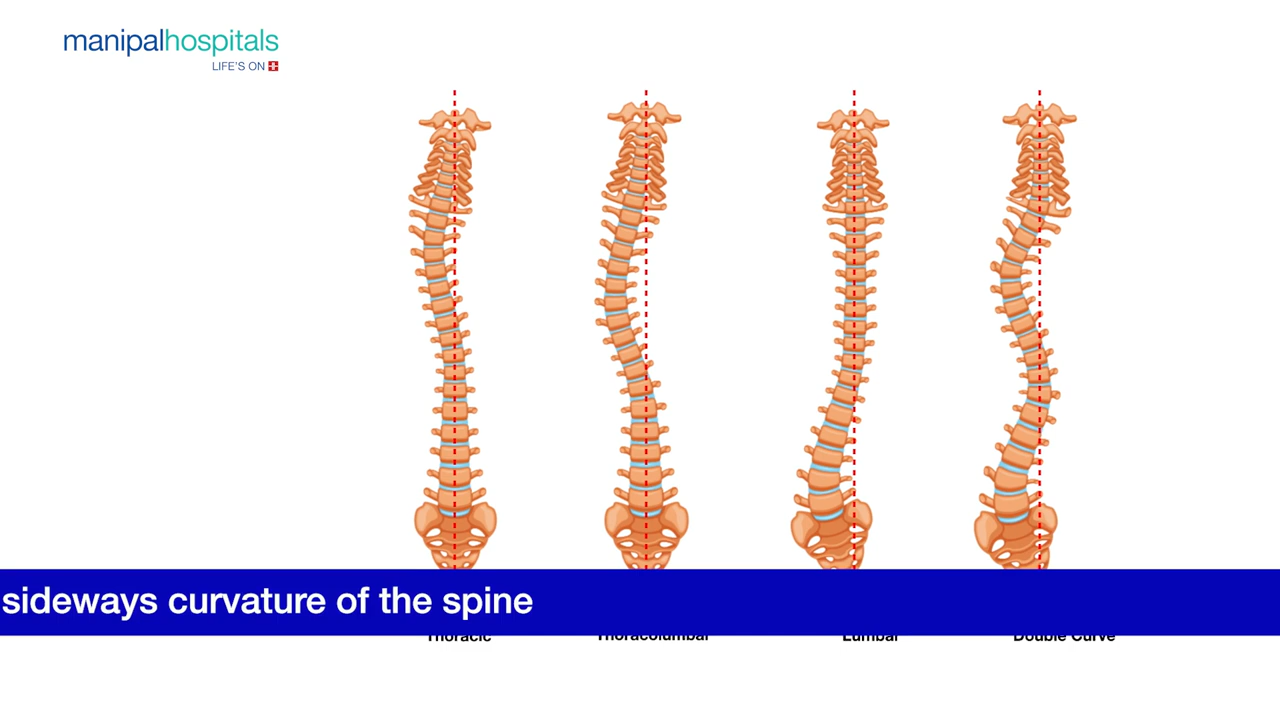 manipalhospitals
LIFE'S ON
sideways curvature of the spine
Thoracic
Thoracolumbar
Lumbar
Double Curve